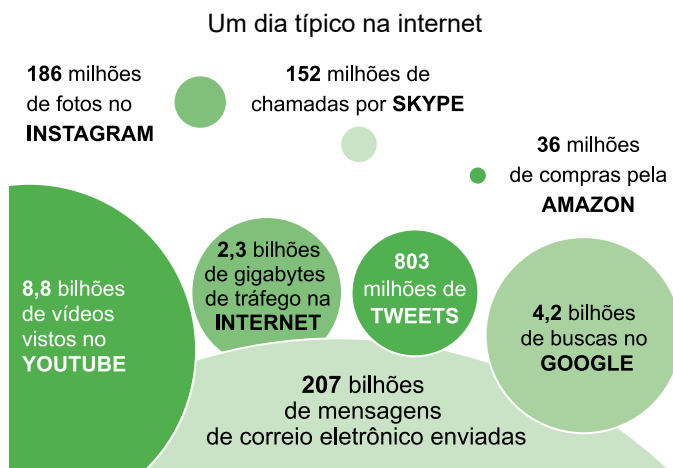 Um dia típico na internet
186 milhões
de fotos no
INSTAGRAM
152 milhões de
chamadas por SKYPE
36 milhões
de compras pela
AMAZON
8,8 bilhões
de vídeos
vistos no
YOUTUBE
2,3 bilhões
de gigabytes
de tráfego na
INTERNET
803
milhões de
TWEETS
4,2 bilhões
de buscas no
GOOGLE
207 bilhões
de mensagens
de correio eletrônico enviadas